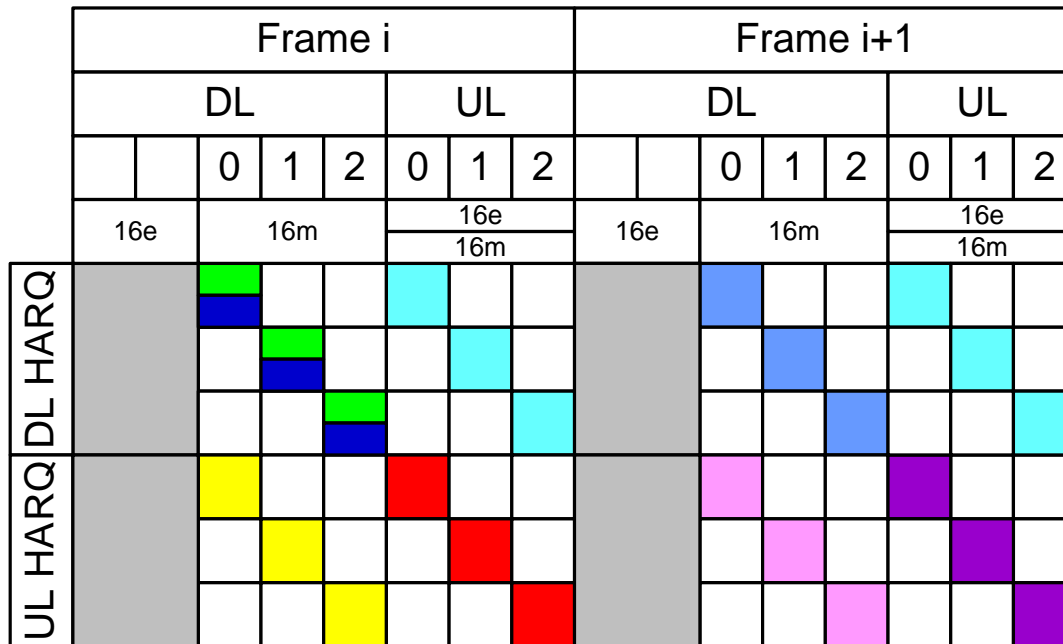 Frame i Frame i+1
DL UL DL UL
0 1 2 0 1 2 0 1 2 0 1 2
16e 16m 16e 16e 16m 16e
16m 16m
DL HARQ
UL HARQ